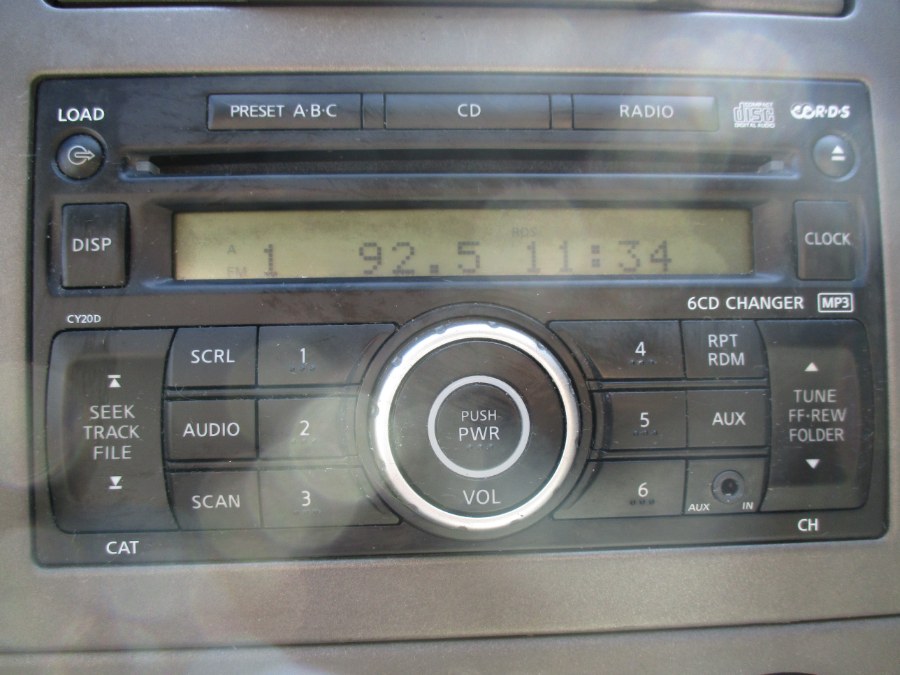 LOAD
PRESET A·B·C
CD
RADIO
COMPACT
disc
DIGITAL AUDIO
R·D·S
DISP
A
RDS
FM 1 92.5 11:34
CLOCK
6CD CHANGER MP3
CY20D
SEEK
TRACK
FILE
CAT
SCRL
1
AUDIO
2
SCAN
3
PUSH
PWR
VOL
4
RPT
RDM
5
AUX
6
AUX IN
TUNE
FF·REW
FOLDER
CH